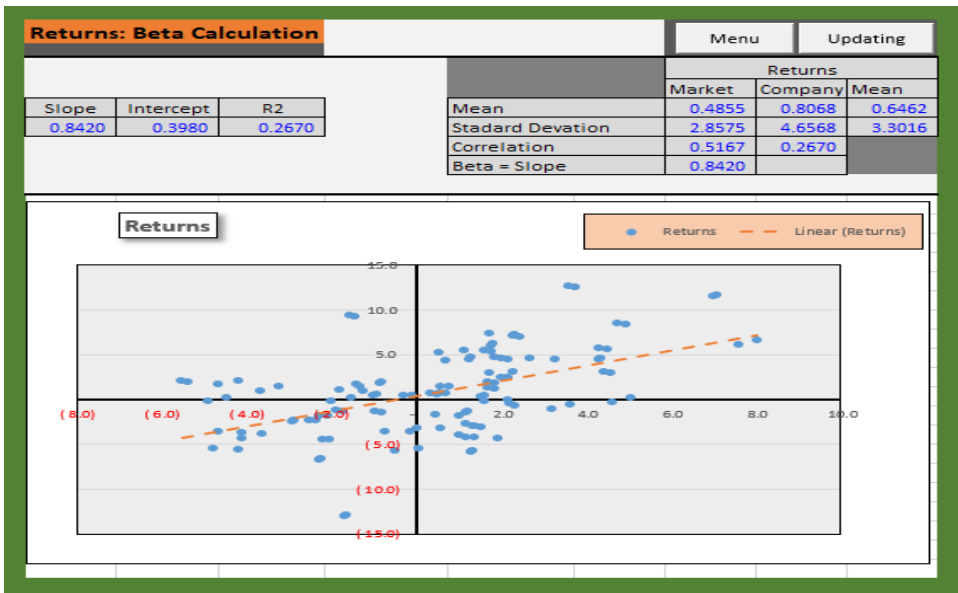 Returns: Beta Calculation
Menu
Updating
Returns
Market Company Mean
Slope Intercept R2
Mean 0.4855 0.8068 0.6462
0.8420 0.3980 0.2670
Stadard Devation 2.8575 4.6568 3.3016
Correlation 0.5167 0.2670
Beta = Slope 0.8420
Returns
Returns Linear (Returns)
15.0
10.0
5.0
(8.0) (6.0) (4.0) (2.0) - 2.0 4.0 6.0 8.0 10.0
(5.0)
(10.0)
(15.0)